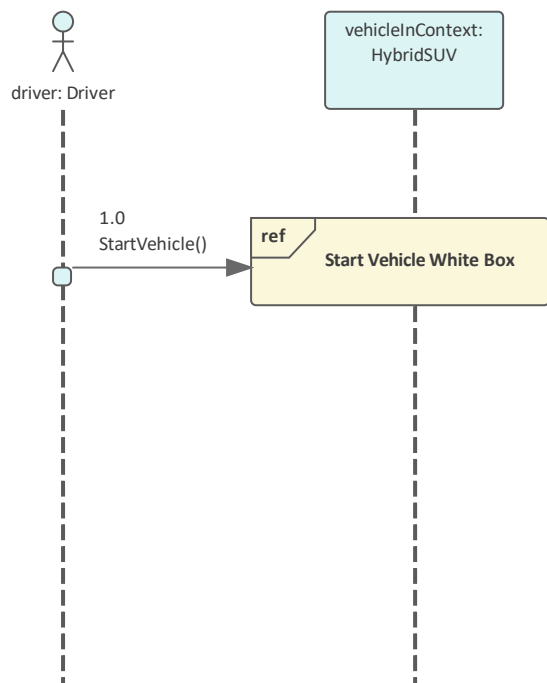 driver: Driver
vehicleInContext:
HybridSUV
1.0
StartVehicle()
ref
Start Vehicle White Box